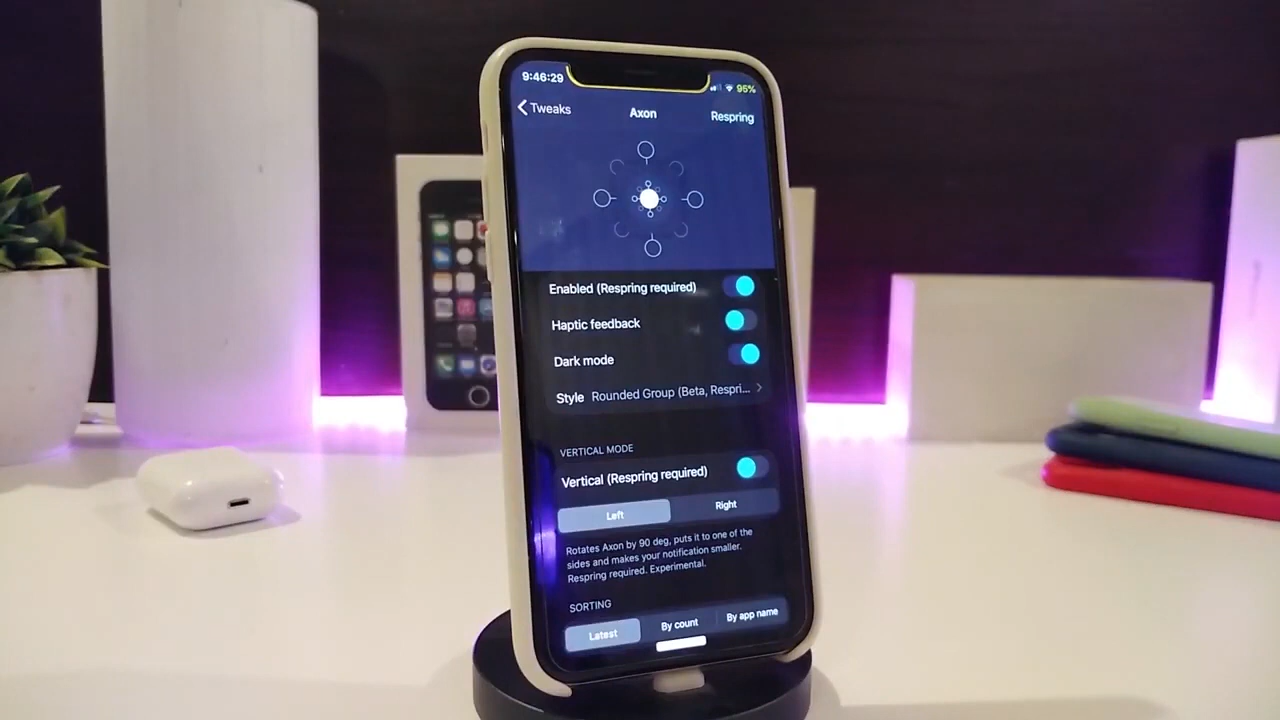 9:46:29
95%
Tweaks
Axon
Respring
Enabled (Respring required)
Haptic feedback
Dark mode
Style Rounded Group (Beta, Respri...
VERTICAL MODE
Vertical (Respring required)
Left
Right
Rotates Axon by 90 deg, puts it to one of the
sides and makes your notification smaller.
Respring required. Experimental.
SORTING
Latest
By count
By app name